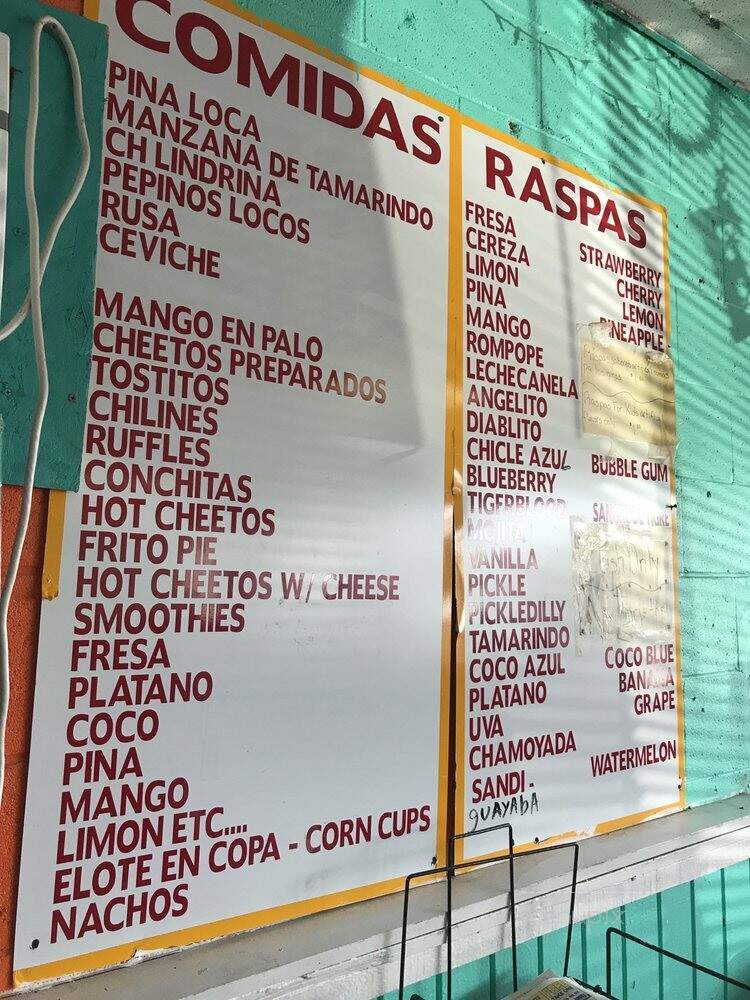 COMIDAS
PINA LOCA
MANZANA DE TAMARINDO
CH LINDRINA
PEPINOS LOCOS
RUSA
CEVICHE
MANGO EN PALO
CHEETOS PREPARADOS
TOSTITOS
CHILINES
RUFFLES
CONCHITAS
HOT CHEETOS
FRITO PIE
HOT CHEETOS W/ CHEESE
SMOOTHIES
FRESA
PLATANO
COCO
PINA
MANGO
LIMON ETC....
ELOTE EN COPA - CORN CUPS
NACHOS
RASPAS
FRESA STRAWBERRY
CEREZA CHERRY
LIMON LEMON
PINA PINEAPPLE
MANGO
ROMPOPE
LECHECANELA
ANGELITO
DIABLITO
CHICLE AZUL BUBBLE GUM
BLUEBERRY
TIGERBLOOD
MOJITA
VANILLA
PICKLE
PICKLEDILLY
TAMARINDO
COCO AZUL COCO BLUE
PLATANO BANANA
UVA GRAPE
CHAMOYADA
SANDI - WATERMELON
guayaba